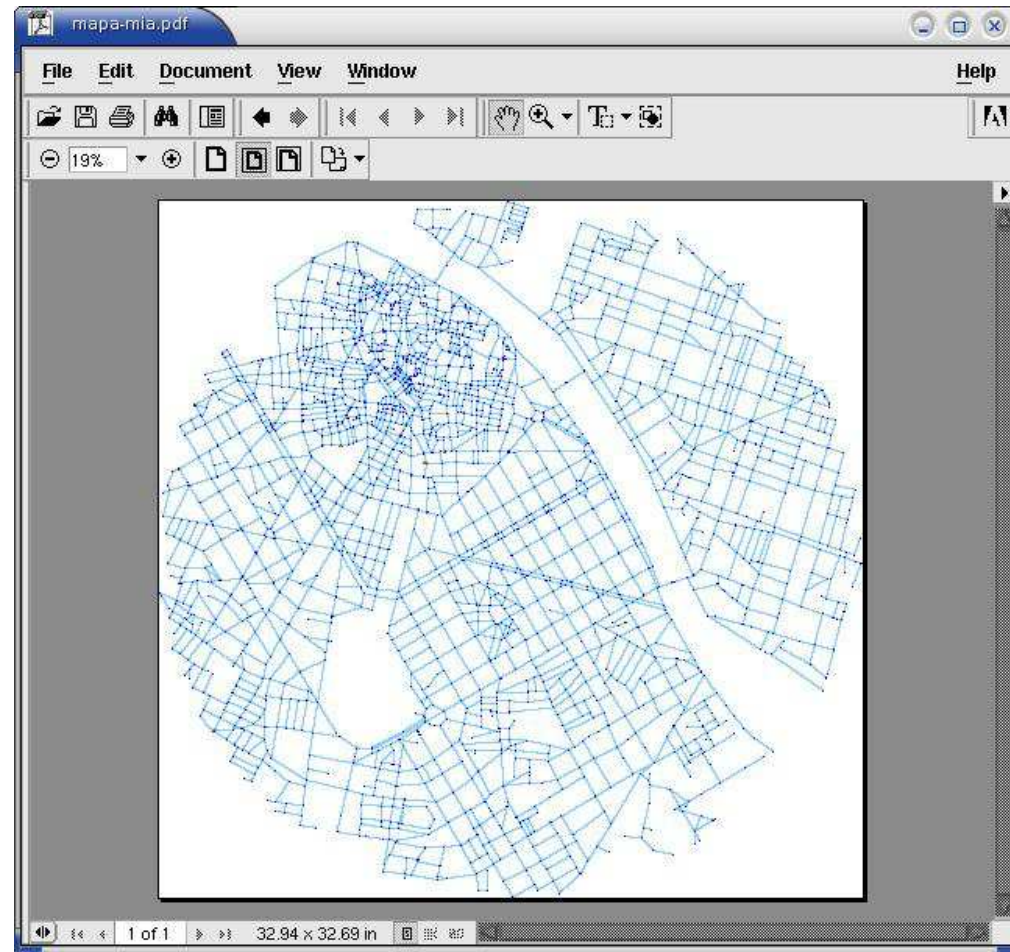 mapa-mia.pdf
File Edit Document View Window Help
19%
1 of 1 32.94 x 32.69 in